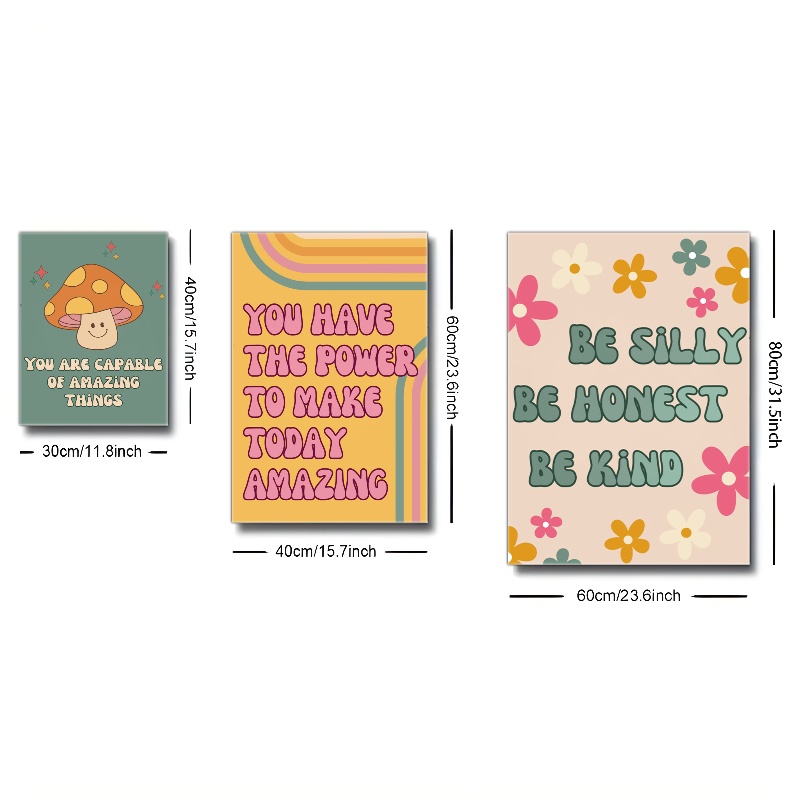 YOU ARE CAPABLE
OF AMAZING
THINGS
40cm/15.7inch
30cm/11.8inch
YOU HAVE
THE POWER
TO MAKE
TODAY
AMAZING
60cm/23.6inch
40cm/15.7inch
BE SiLLY
BE HONEST
BE KiND
80cm/31.5inch
60cm/23.6inch